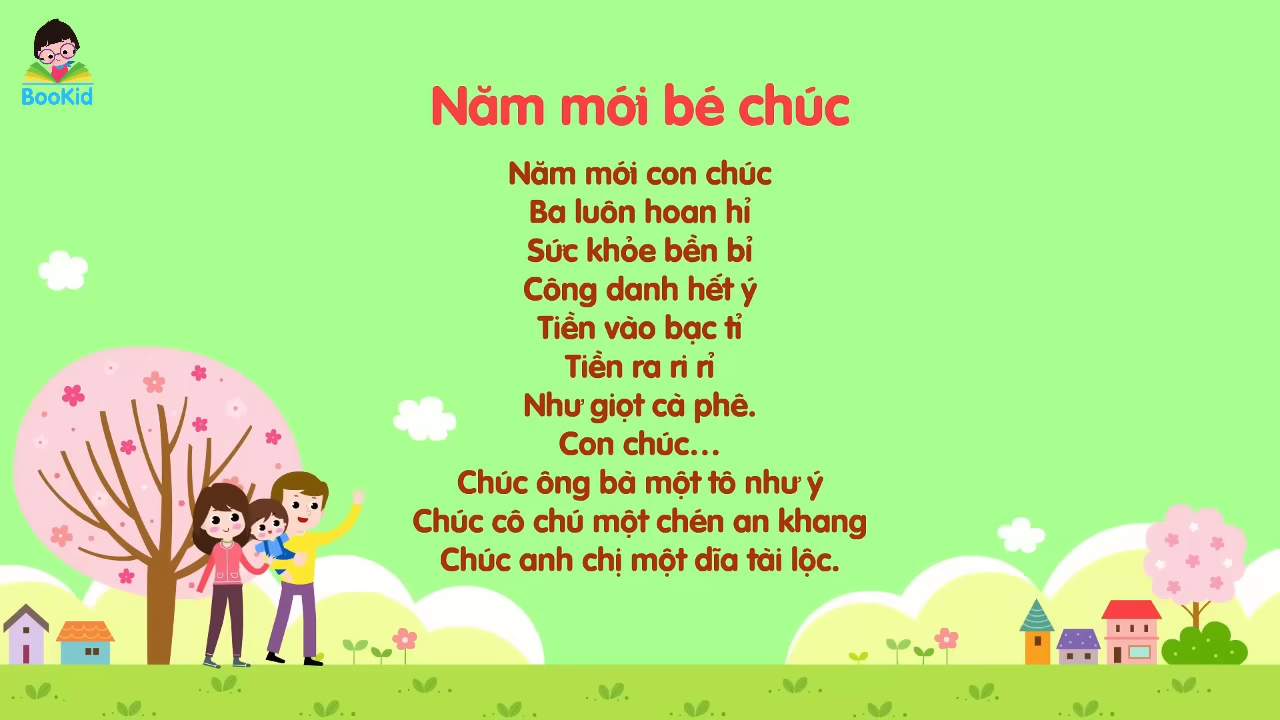 BooKid
Năm mới bé chúc
Năm mới con chúc
Ba luôn hoan hỉ
Sức khỏe bền bỉ
Công danh hết ý
Tiền vào bạc tỉ
Tiền ra ri rỉ
Như giọt cà phê.
Con chúc...
Chúc ông bà một tô như ý
Chúc cô chú một chén an khang
Chúc anh chị một dĩa tài lộc.